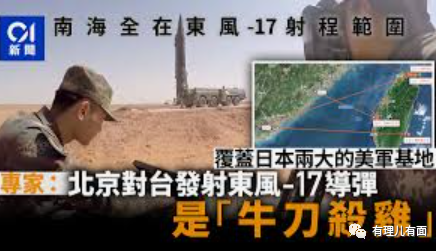 01
新聞
南海全在東風-17射程範圍
覆蓋日本兩大的美軍基地
專家：北京對台發射東風-17導彈
是「牛刀殺雞」
有理儿有面